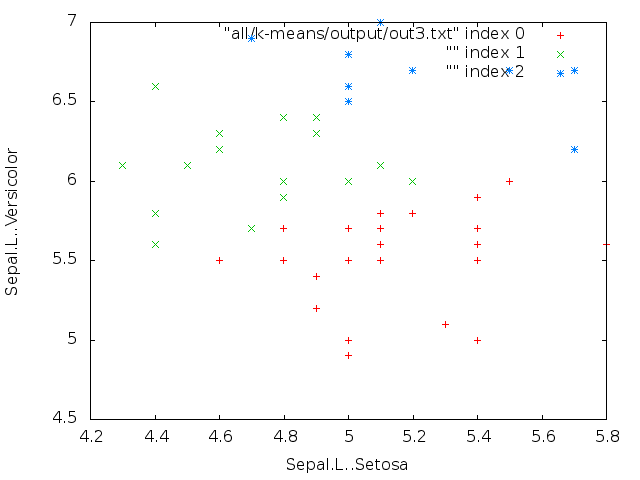 7
"all/k-means/output/out3.txt" index 0
"" index 1
"" index 2
6.5
6
5.5
5
4.5
4.2 4.4 4.6 4.8 5 5.2 5.4 5.6 5.8
Sepal.L..Versicolor
Sepal.L..Setosa